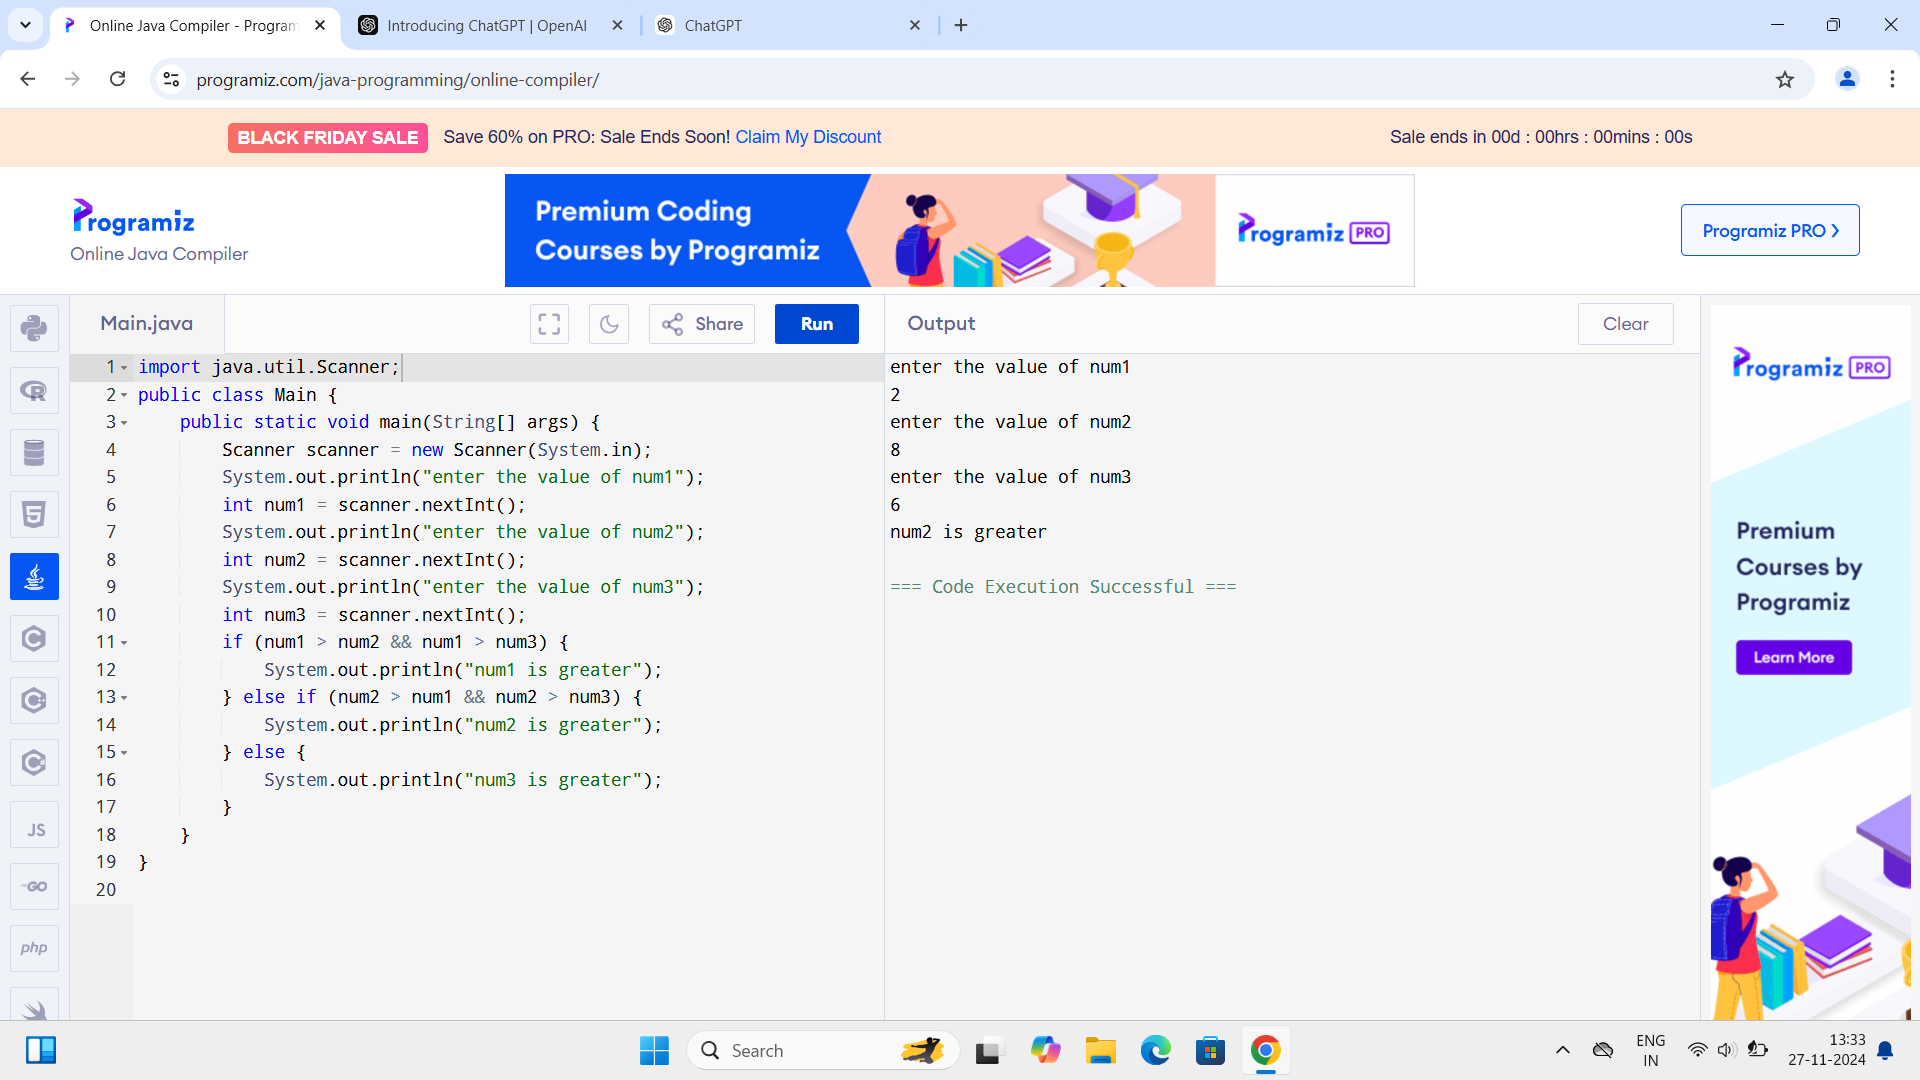 Online Java Compiler - Program
Introducing ChatGPT | OpenAI
ChatGPT
programiz.com/java-programming/online-compiler/
BLACK FRIDAY SALE Save 60% on PRO: Sale Ends Soon! Claim My Discount
Sale ends in 00d : 00hrs : 00mins : 00s
Programiz
Online Java Compiler
Premium Coding
Courses by Programiz
Programiz PRO
Programiz PRO
Main.java
Share
Run
Output
Clear
1 import java.util.Scanner;
2 public class Main {
3 public static void main(String[] args) {
4 Scanner scanner = new Scanner(System.in);
5 System.out.println("enter the value of num1");
6 int num1 = scanner.nextInt();
7 System.out.println("enter the value of num2");
8 int num2 = scanner.nextInt();
9 System.out.println("enter the value of num3");
10 int num3 = scanner.nextInt();
11 if (num1 > num2 && num1 > num3) {
12 System.out.println("num1 is greater");
13 } else if (num2 > num1 && num2 > num3) {
14 System.out.println("num2 is greater");
15 } else {
16 System.out.println("num3 is greater");
17 }
18 }
19 }
20
enter the value of num1
2
enter the value of num2
8
enter the value of num3
6
num2 is greater
=== Code Execution Successful ===
Programiz PRO
Premium
Courses by
Programiz
Learn More
R
5
C
C
C
JS
GO
php
Search
ENG
IN
13:33
27-11-2024